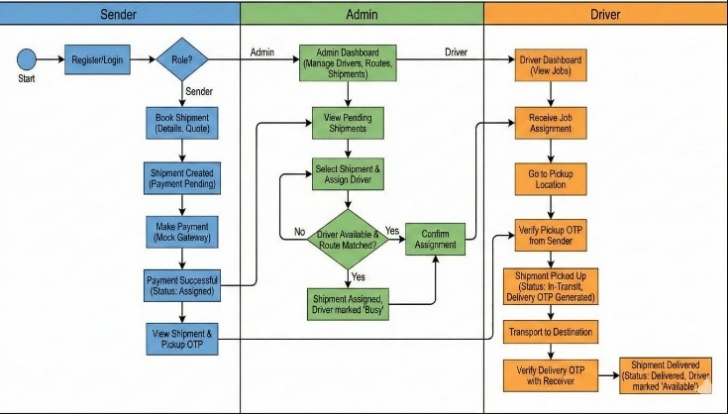 Sender
Admin
Driver
Start
Register/Login
Role?
Admin
Admin Dashboard
(Manage Drivers, Routes,
Shipments)
Driver
Driver Dashboard
(View Jobs)
Sender
Book Shipment
(Details, Quote)
Shipment Created
(Payment Pending)
Make Payment
(Mock Gateway)
Payment Successful
(Status: Assigned)
View Shipment &
Pickup OTP
View Pending
Shipments
Select Shipment &
Assign Driver
Driver Available &
Route Matched?
No
Yes
Yes
Confirm
Assignment
Shipment Assigned,
Driver marked 'Busy'
Receive Job
Assignment
Go to Pickup
Location
Verify Pickup OTP
from Sender
Shipment Picked Up
(Status: In-Transit,
Delivery OTP Generated)
Transport to Destination
Verify Delivery OTP
with Receiver
Shipment Delivered
(Status: Delivered, Driver
marked 'Available')